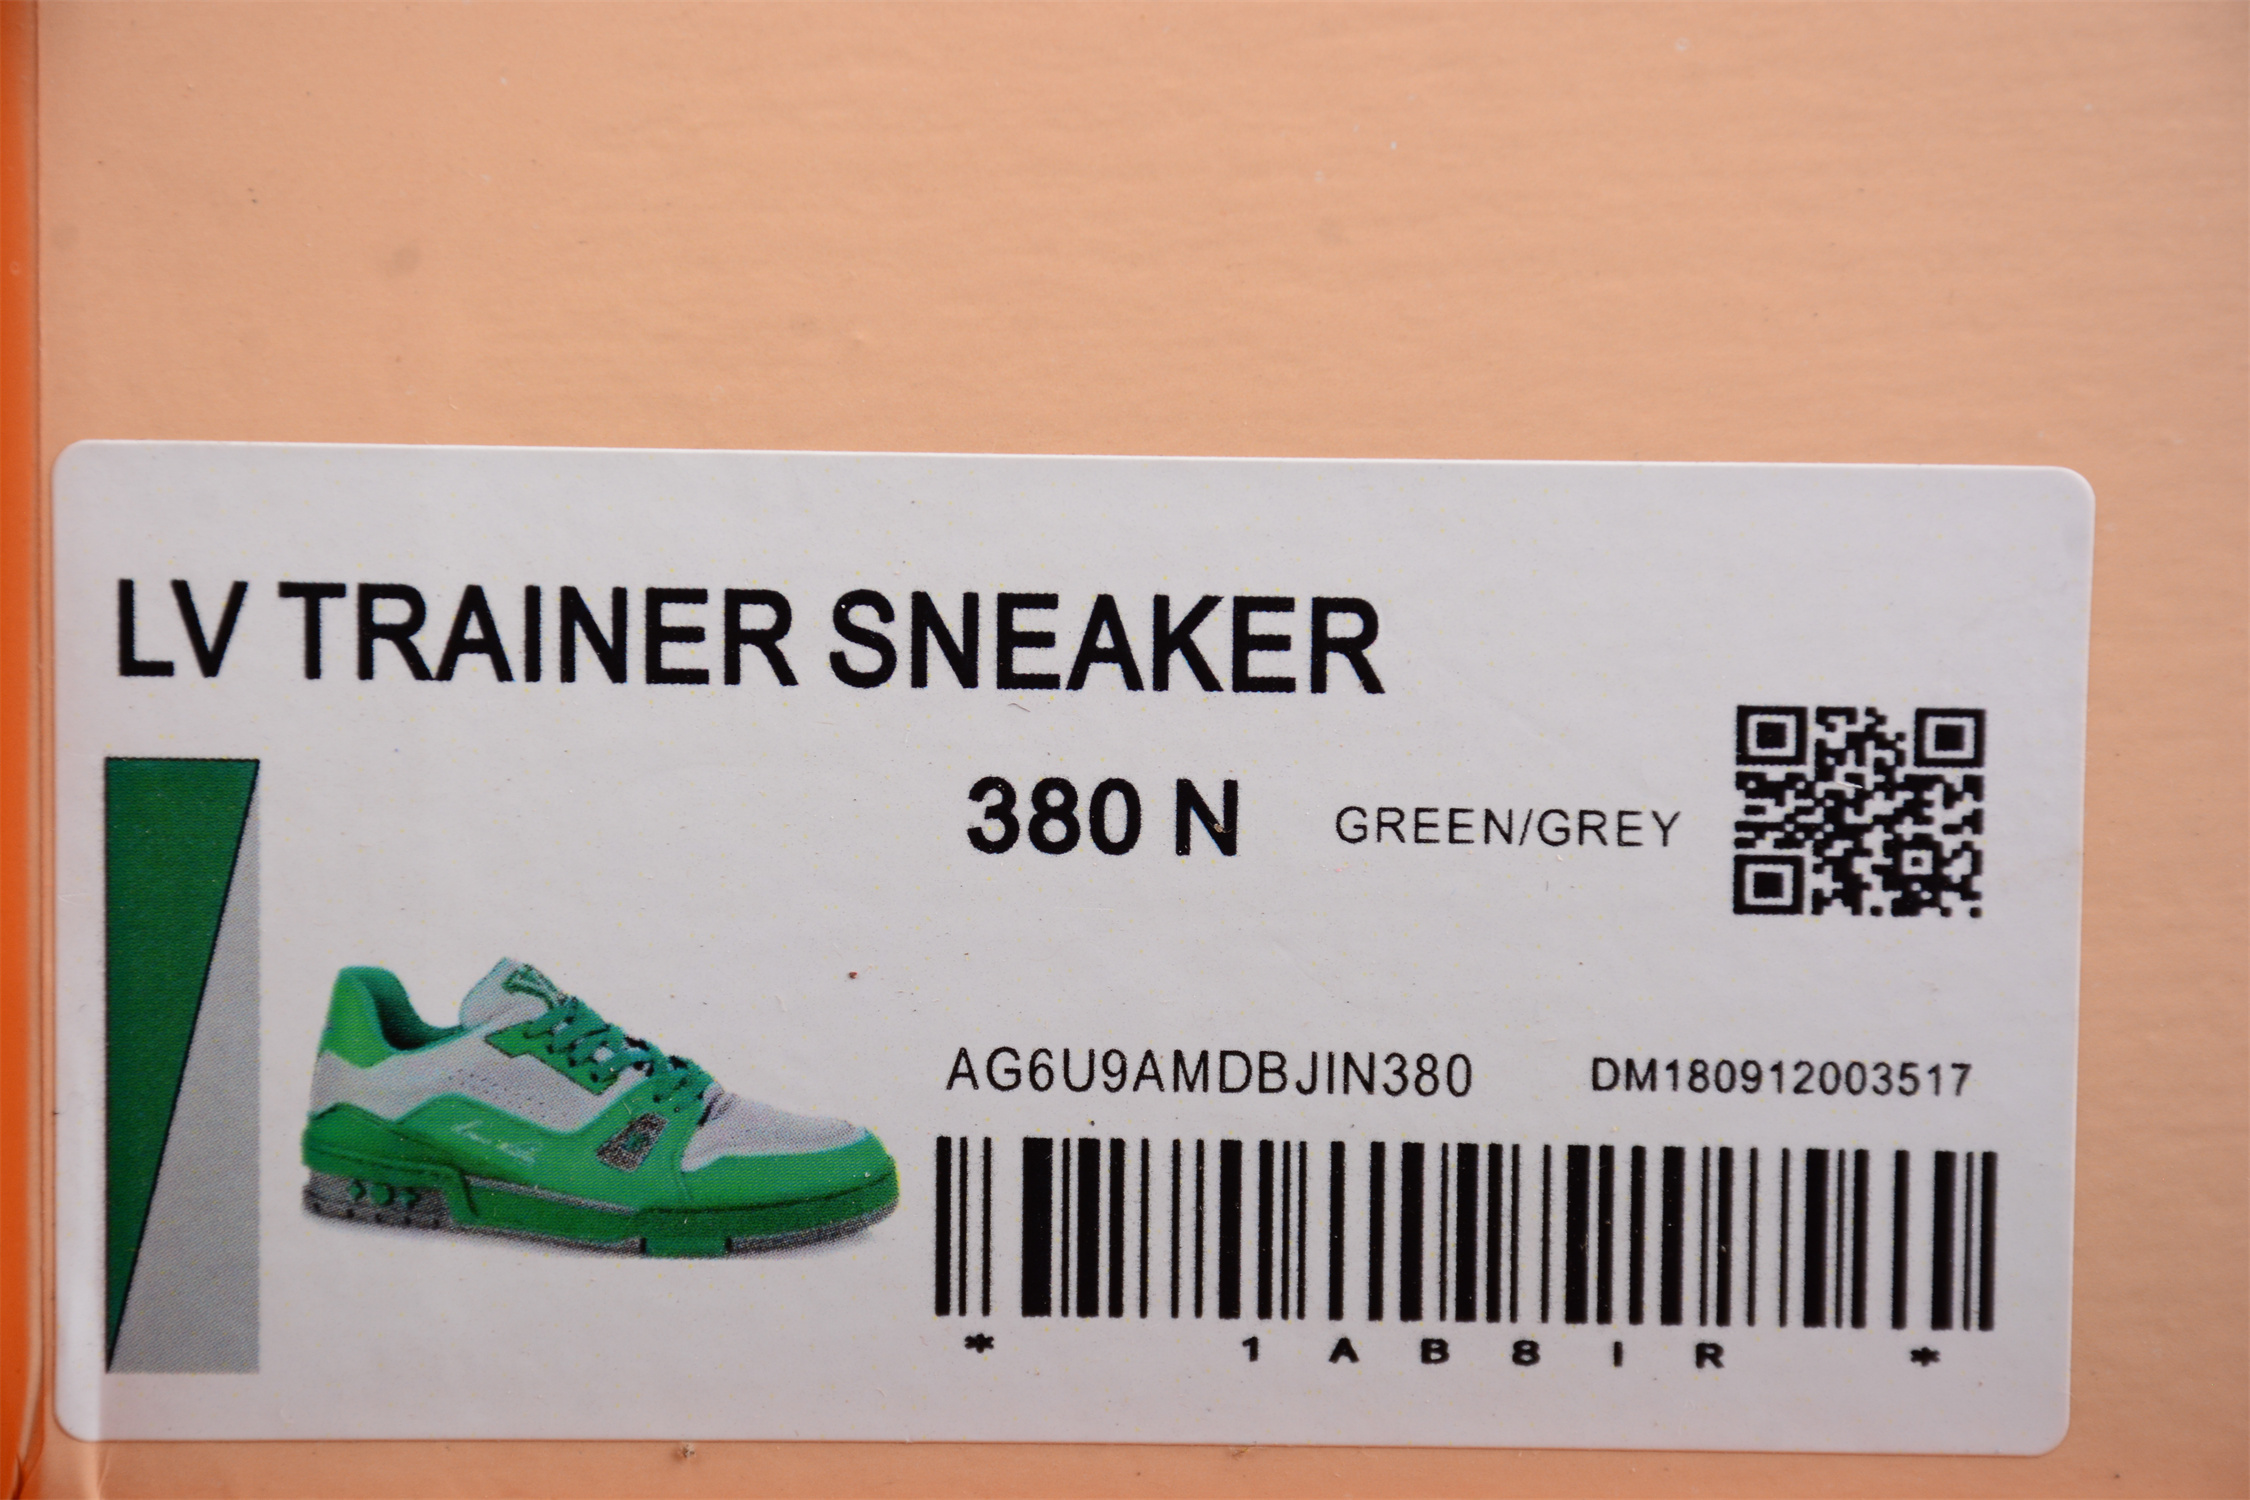 LV TRAINER SNEAKER
380 N GREEN/GREY
AG6U9AMDBJIN380 DM180912003517
* 1AB8IR *